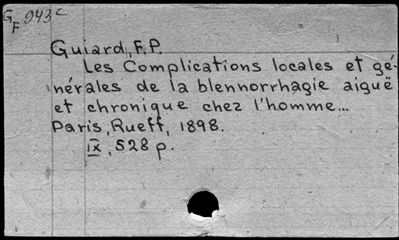 G
F 943c
Guiard, F.P.
Les Complications locales et gé-
nérales de la blennorrhagie aiguë
et chronique chez l'homme...
Paris, Rueff, 1898.
IX, 528 p.